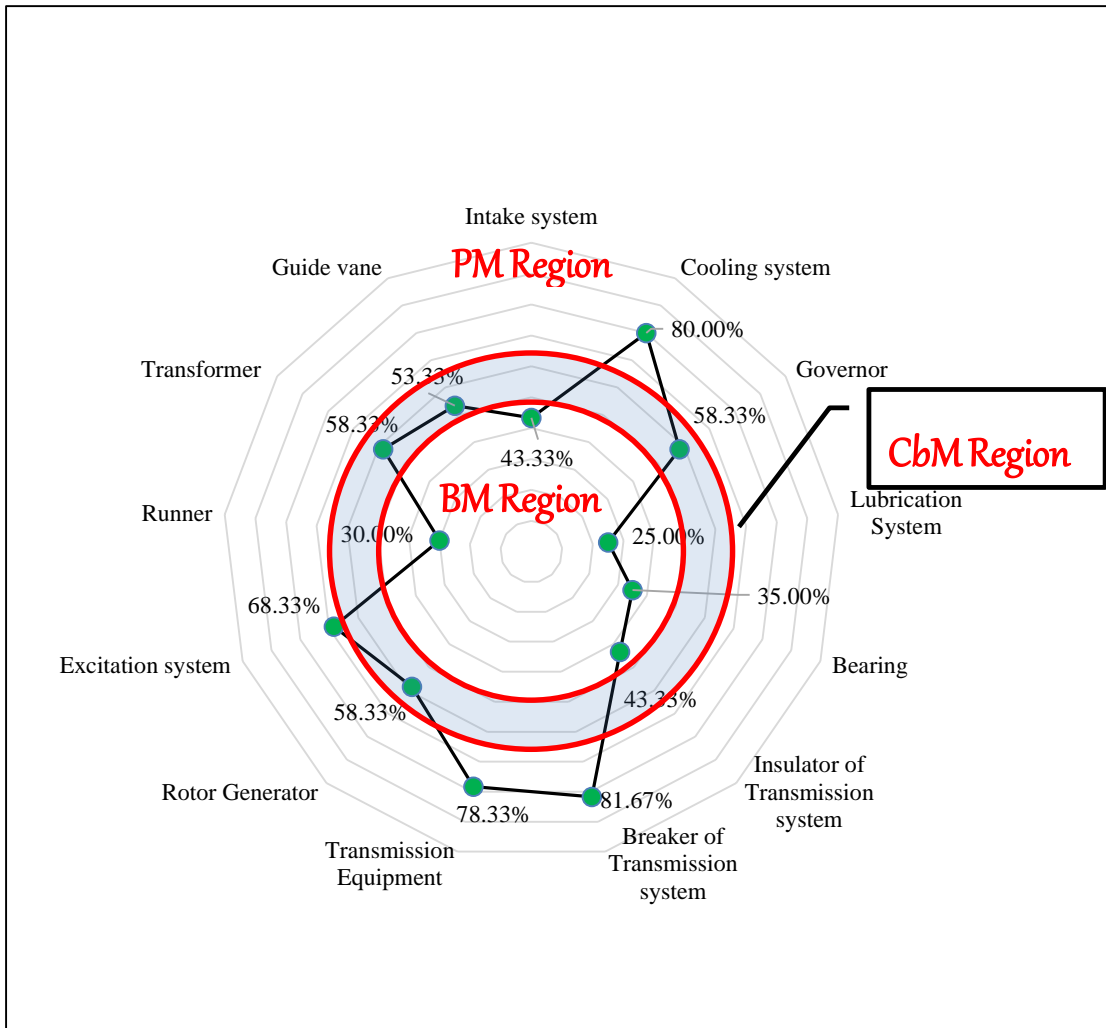 Intake system
PM Region
Guide vane
Cooling system
80.00%
Transformer
53.33%
Governor
58.33%
58.33%
43.33%
CbM Region
BM Region
Runner
30.00%
25.00%
Lubrication
System
35.00%
68.33%
Excitation system
Bearing
58.33%
43.33%
Rotor Generator
Insulator of
Transmission
system
78.33%
81.67%
Transmission
Equipment
Breaker of
Transmission
system